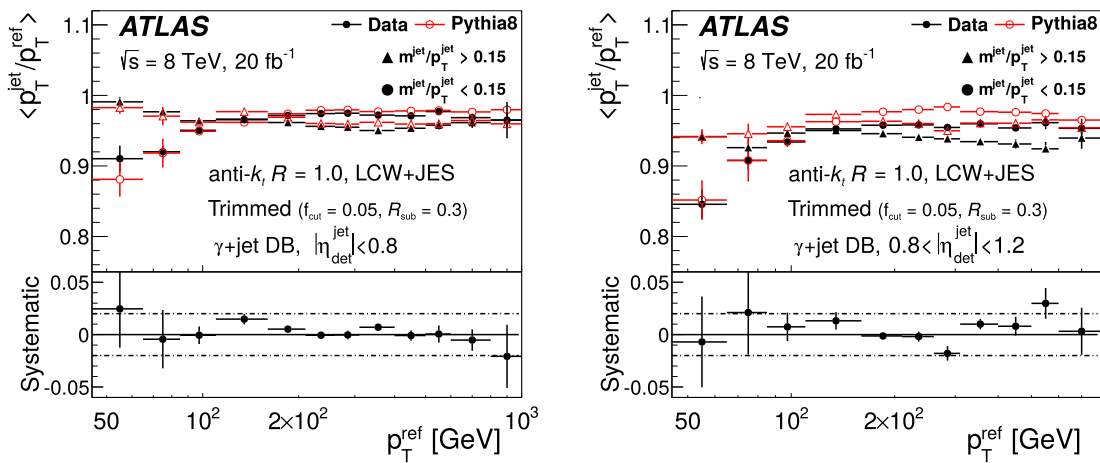 1.1
ATLAS
Data Pythia8
√s = 8 TeV, 20 fb⁻¹
m^jet/p_T^jet > 0.15
m^jet/p_T^jet < 0.15
<p_T^jet/p_T^ref>
1
0.9
0.8
anti-k_t R = 1.0, LCW+JES
Trimmed (f_cut = 0.05, R_sub = 0.3)
γ+jet DB, |η_det^jet|<0.8
Systematic
0.05
0
-0.05
50 10² 2×10² 10³
p_T^ref [GeV]
1.1
ATLAS
Data Pythia8
√s = 8 TeV, 20 fb⁻¹
m^jet/p_T^jet > 0.15
m^jet/p_T^jet < 0.15
<p_T^jet/p_T^ref>
1
0.9
0.8
anti-k_t R = 1.0, LCW+JES
Trimmed (f_cut = 0.05, R_sub = 0.3)
γ+jet DB, 0.8<|η_det^jet|<1.2
Systematic
0.05
0
-0.05
50 10² 2×10²
p_T^ref [GeV]